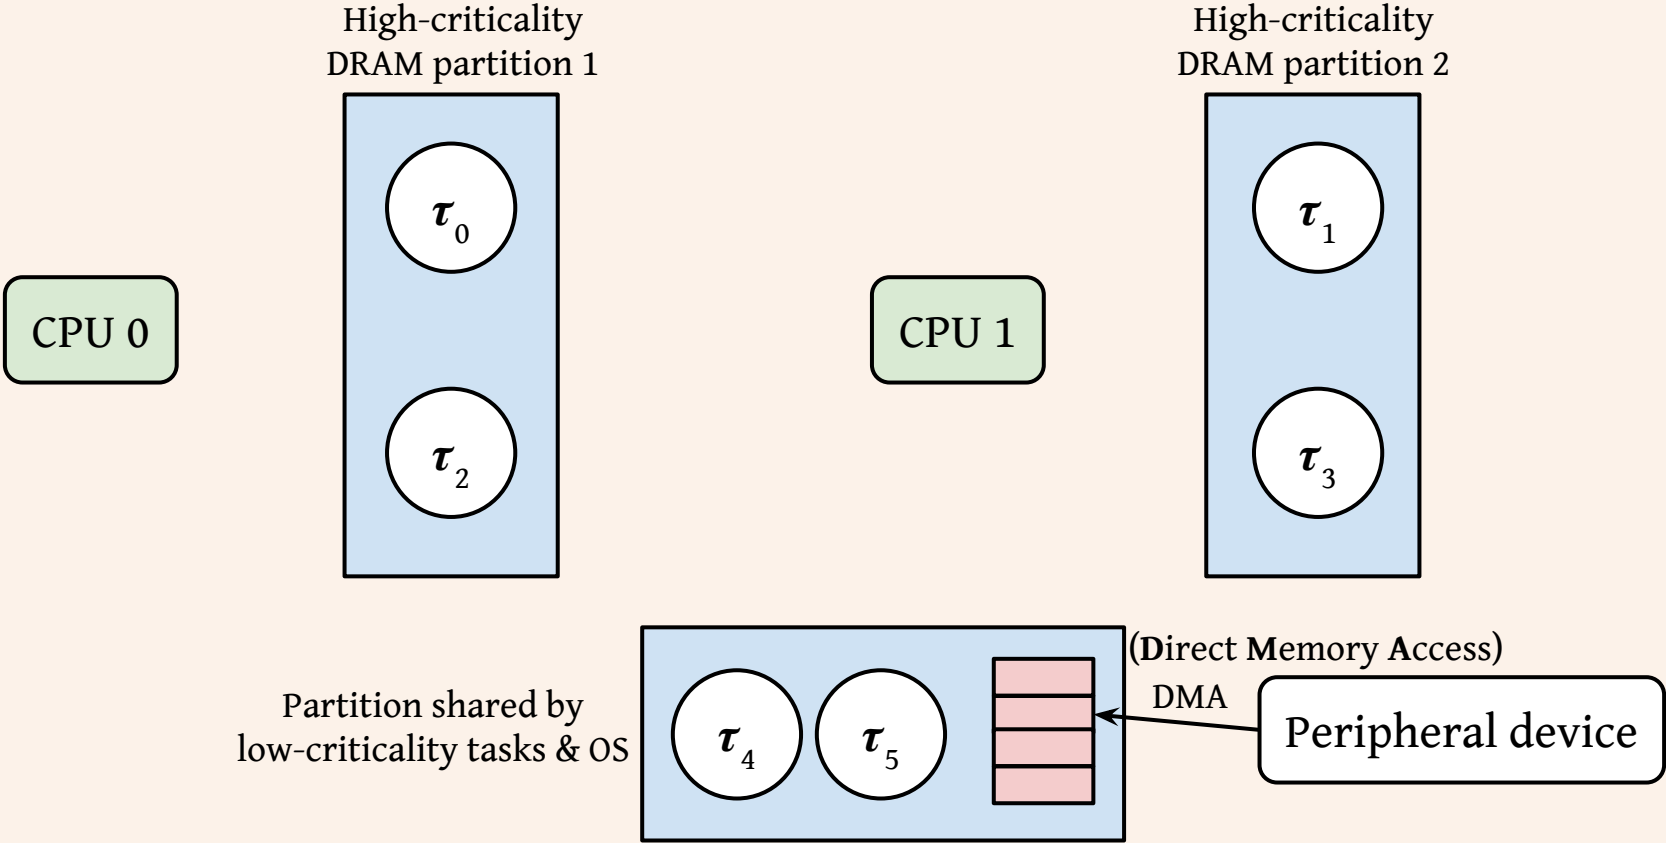 High-criticality
DRAM partition 1
High-criticality
DRAM partition 2
τ0
τ1
CPU 0
CPU 1
τ2
τ3
(Direct Memory Access)
DMA
Partition shared by
low-criticality tasks & OS
τ4
τ5
Peripheral device